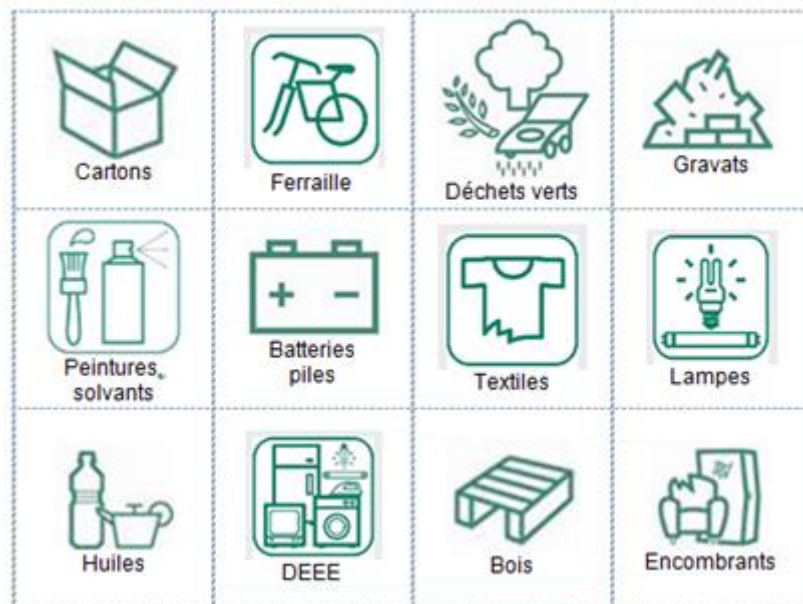 Cartons
Ferraille
Déchets verts
Gravats
Peintures,
solvants
Batteries
piles
Textiles
Lampes
Huiles
DEEE
Bois
Encombrants